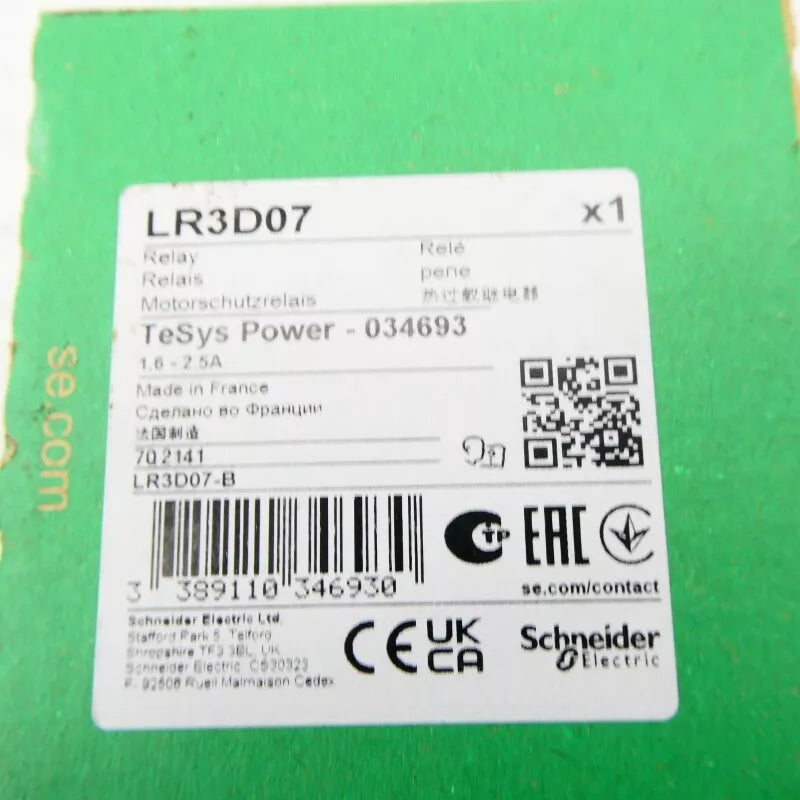 LR3D07 x1
Relay Relé
Relais реле
Motorschutzrelais 热过载继电器
TeSys Power - 034693
1.6 - 2.5A
Made in France
Сделано во Франции
法国制造
7Q2141
LR3D07-B
3 389110 346930
TP EAC
se.com/contact
Schneider Electric Ltd.
Stafford Park 5, Telford
Shropshire TF3 3BL, UK
Schneider Electric, CS30323
F- 92506 Rueil Malmaison Cedex
CE UK CA
Schneider Electric
se.com